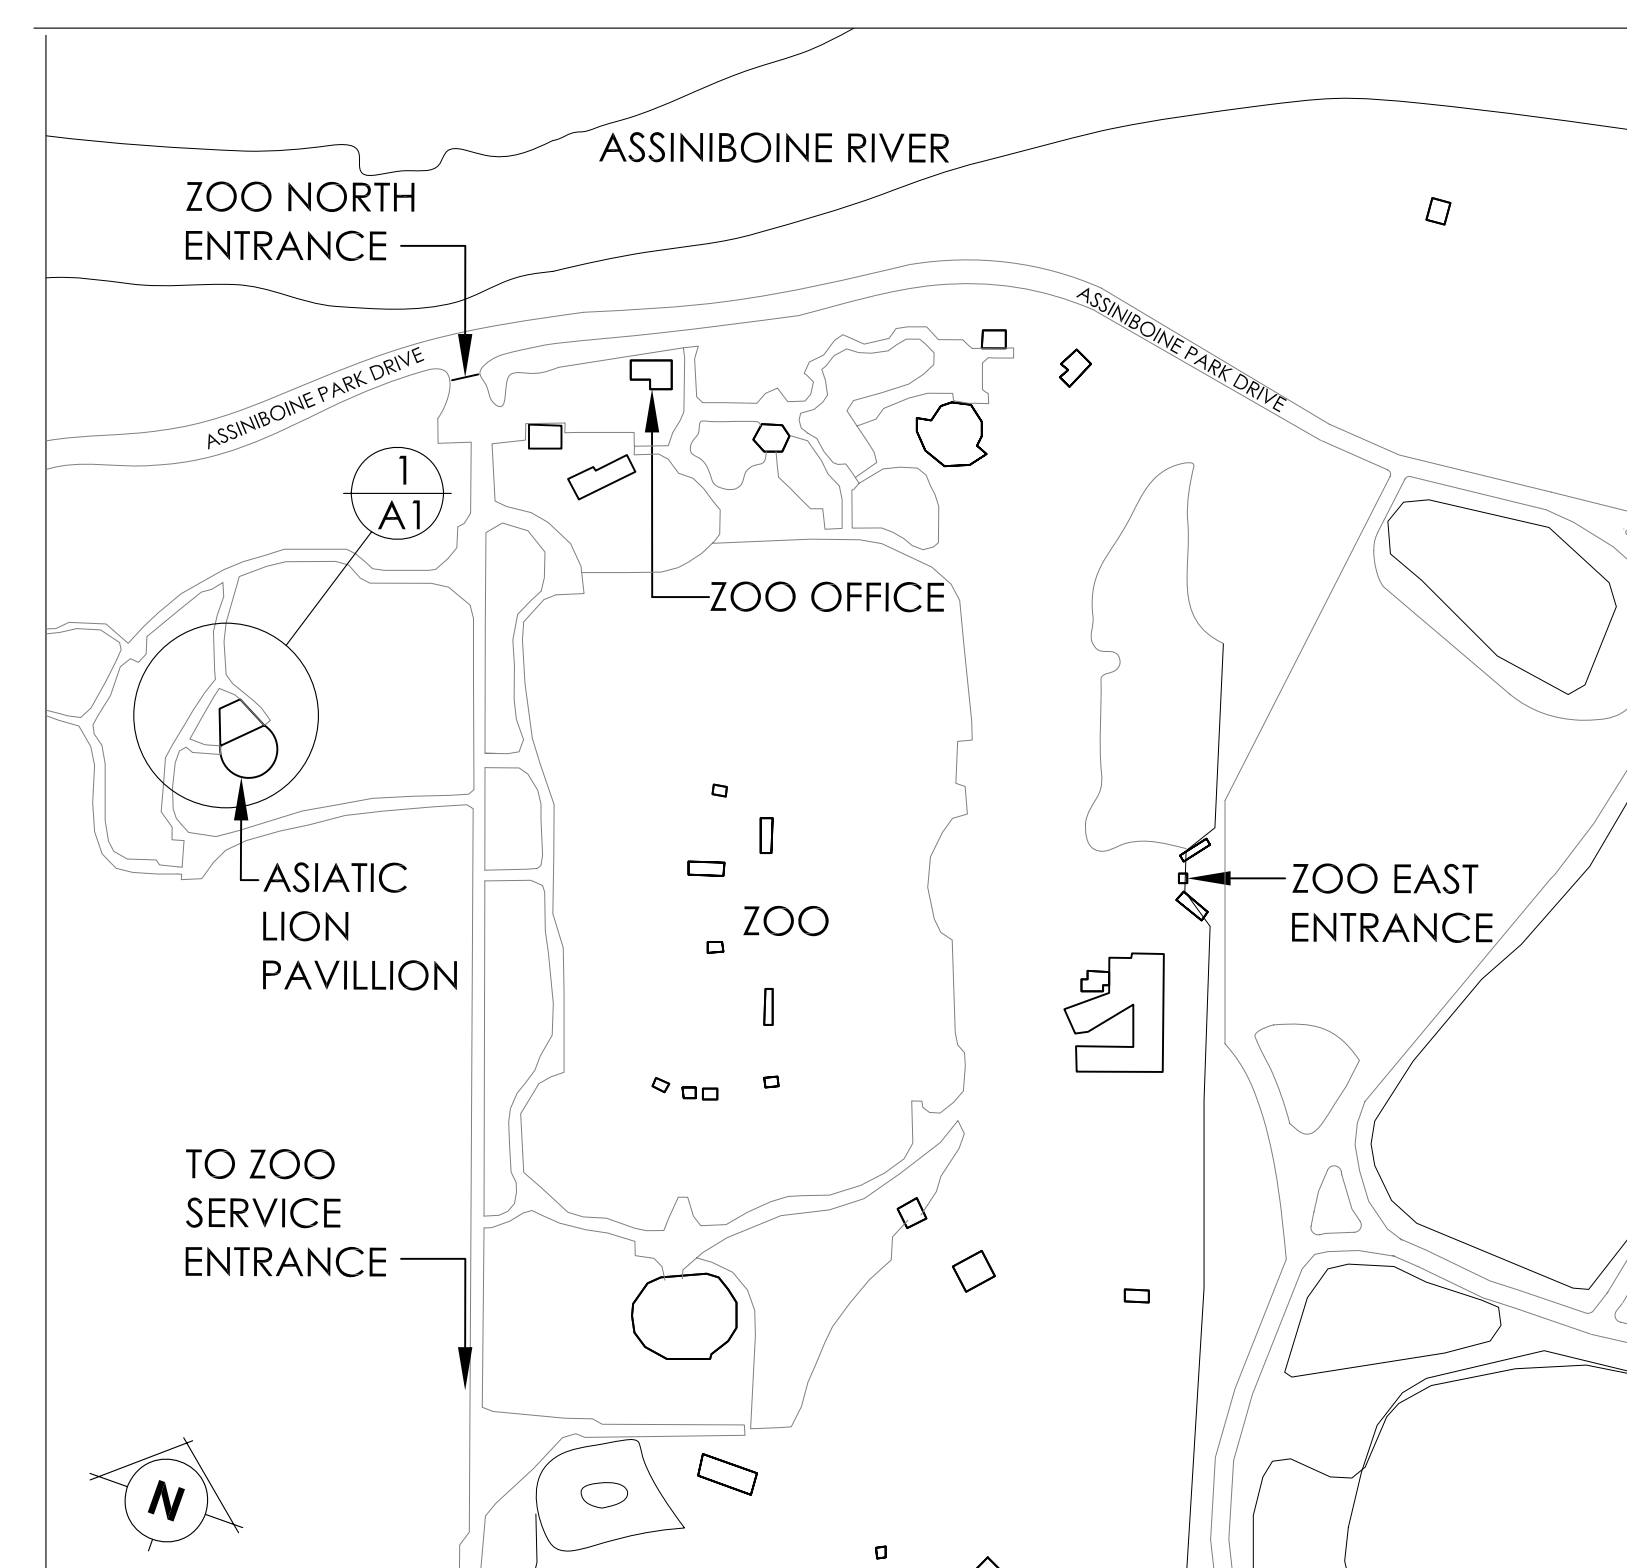 ASSINIBOINE RIVER
ZOO NORTH
ENTRANCE
ASSINIBOINE PARK DRIVE
ASSINIBOINE PARK DRIVE
1
A1
ZOO OFFICE
ASIATIC
LION
PAVILLION
ZOO
ZOO EAST
ENTRANCE
TO ZOO
SERVICE
ENTRANCE
N